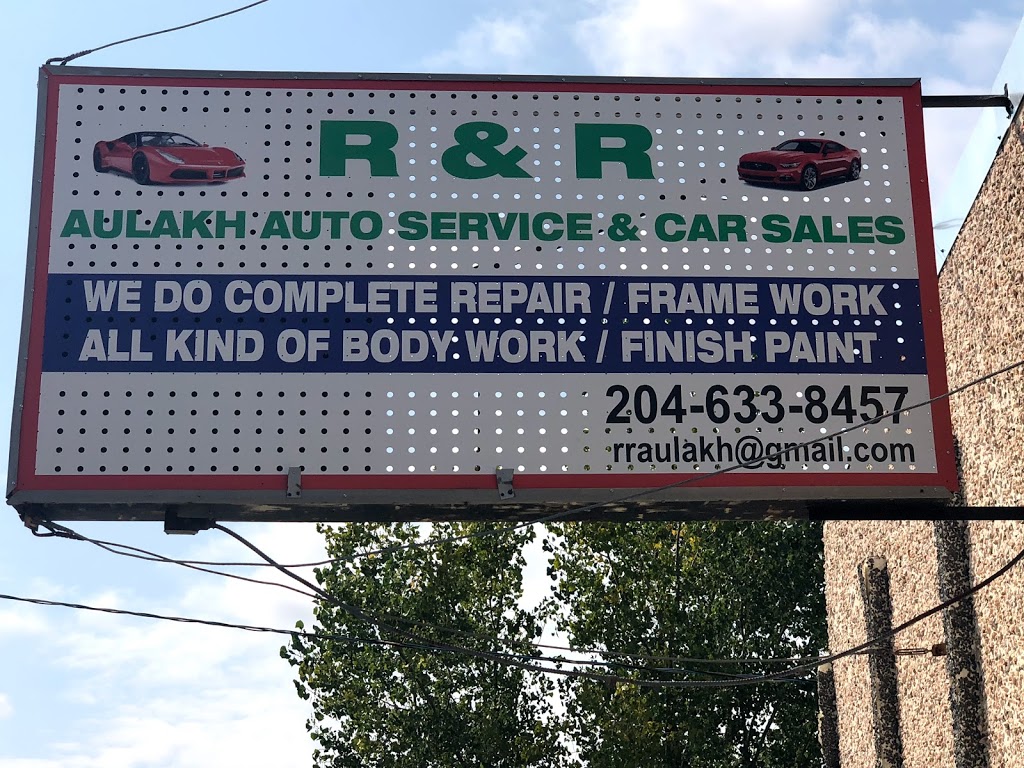 R & R
AULAKH AUTO SERVICE & CAR SALES
WE DO COMPLETE REPAIR / FRAME WORK
ALL KIND OF BODY WORK / FINISH PAINT
204-633-8457
rraulakh@gmail.com